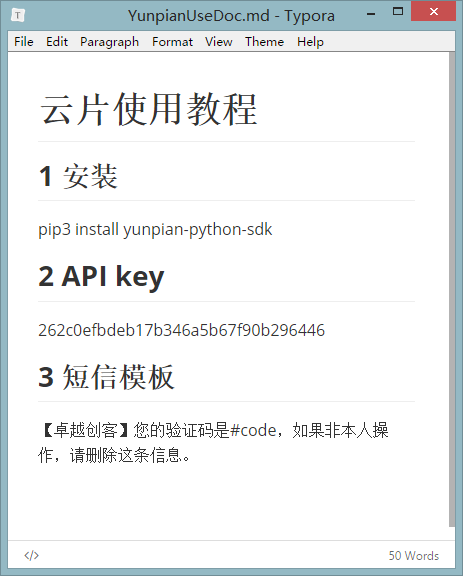 YunpianUseDoc.md - Typora
File Edit Paragraph Format View Theme Help
云片使用教程
1 安装
pip3 install yunpian-python-sdk
2 API key
262c0efbdeb17b346a5b67f90b296446
3 短信模板
【卓越创客】您的验证码是#code，如果非本人操
作，请删除这条信息。
</> 50 Words